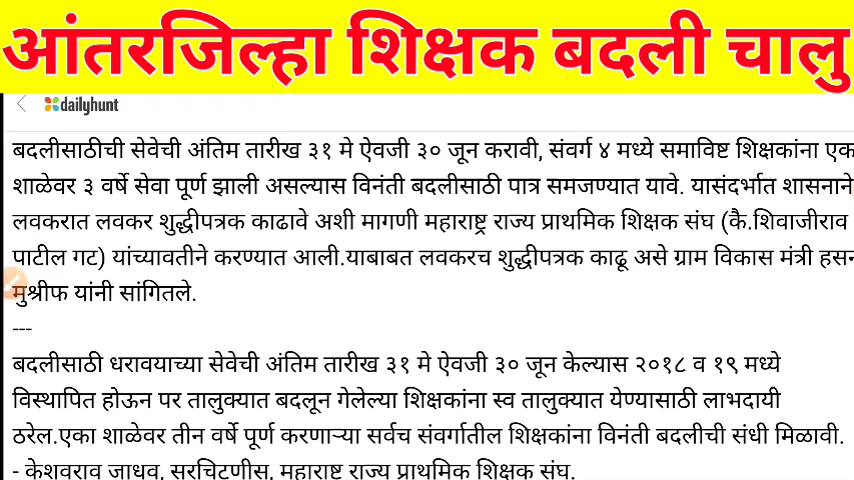 आंतरजिल्हा शिक्षक बदली चालु
dailyhunt
बदलीसाठीची सेवेची अंतिम तारीख ३१ मे ऐवजी ३० जून करावी, संवर्ग ४ मध्ये समाविष्ट शिक्षकांना एक
शाळेवर ३ वर्षे सेवा पूर्ण झाली असल्यास विनंती बदलीसाठी पात्र समजण्यात यावे. यासंदर्भात शासनाने
लवकरात लवकर शुद्धीपत्रक काढावे अशी मागणी महाराष्ट्र राज्य प्राथमिक शिक्षक संघ (कै.शिवाजीराव
पाटील गट) यांच्यावतीने करण्यात आली.याबाबत लवकरच शुद्धीपत्रक काढू असे ग्राम विकास मंत्री हसन
मुश्रीफ यांनी सांगितले.
---
बदलीसाठी धरावयाच्या सेवेची अंतिम तारीख ३१ मे ऐवजी ३० जून केल्यास २०१८ व १९ मध्ये
विस्थापित होऊन पर तालुक्यात बदलून गेलेल्या शिक्षकांना स्व तालुक्यात येण्यासाठी लाभदायी
ठरेल.एका शाळेवर तीन वर्षे पूर्ण करणाऱ्या सर्वच संवर्गातील शिक्षकांना विनंती बदलीची संधी मिळावी.
- केशवराव जाधव, सरचिटणीस, महाराष्ट्र राज्य प्राथमिक शिक्षक संघ.